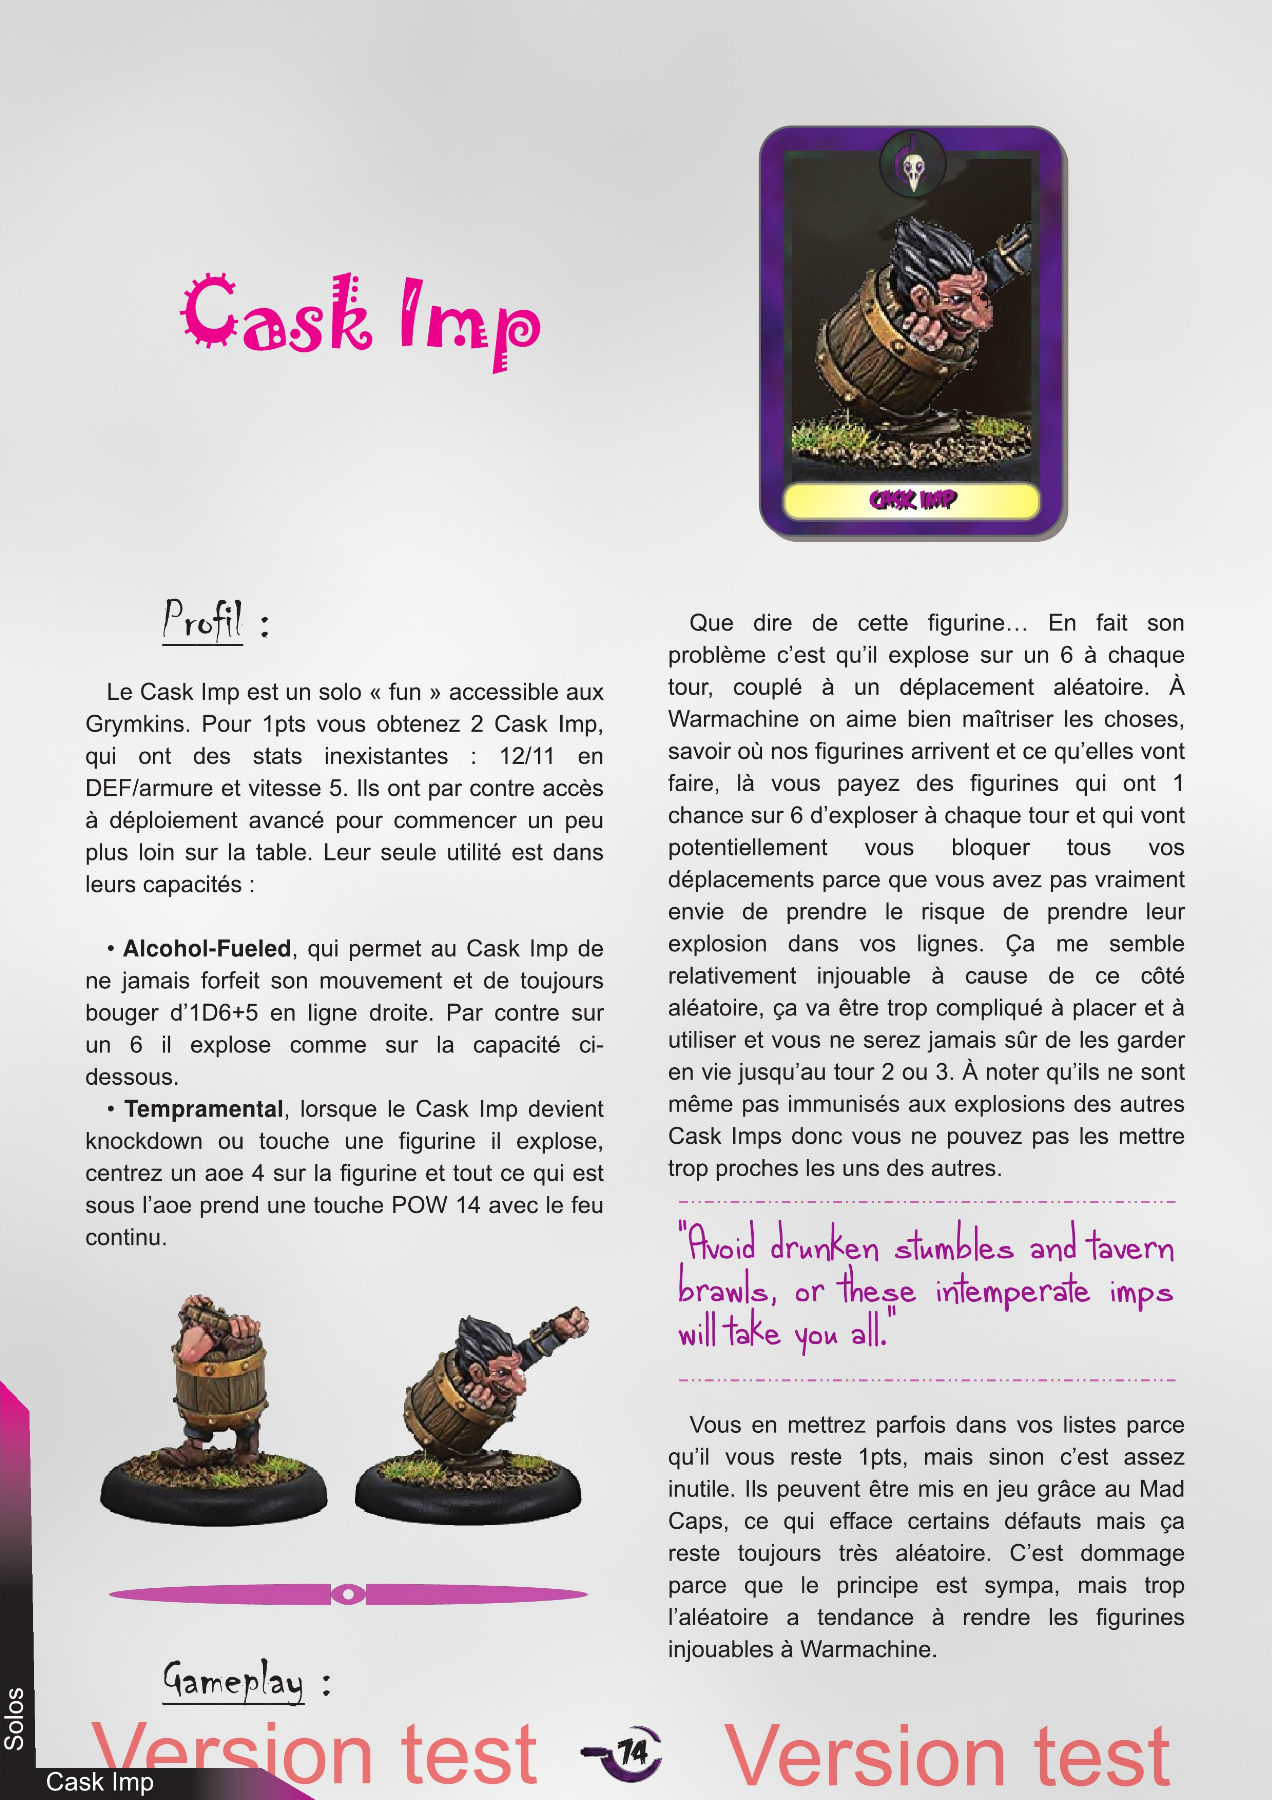 Cask Imp
CASK IMP
Profil :
Le Cask Imp est un solo « fun » accessible aux
Grymkins. Pour 1pts vous obtenez 2 Cask Imp,
qui ont des stats inexistantes : 12/11 en
DEF/armure et vitesse 5. Ils ont par contre accès
à déploiement avancé pour commencer un peu
plus loin sur la table. Leur seule utilité est dans
leurs capacités :
• Alcohol-Fueled, qui permet au Cask Imp de
ne jamais forfeit son mouvement et de toujours
bouger d’1D6+5 en ligne droite. Par contre sur
un 6 il explose comme sur la capacité ci-
dessous.
• Tempramental, lorsque le Cask Imp devient
knockdown ou touche une figurine il explose,
centrez un aoe 4 sur la figurine et tout ce qui est
sous l’aoe prend une touche POW 14 avec le feu
continu.
Gameplay :
Que dire de cette figurine… En fait son
problème c’est qu’il explose sur un 6 à chaque
tour, couplé à un déplacement aléatoire. À
Warmachine on aime bien maîtriser les choses,
savoir où nos figurines arrivent et ce qu’elles vont
faire, là vous payez des figurines qui ont 1
chance sur 6 d’exploser à chaque tour et qui vont
potentiellement vous bloquer tous vos
déplacements parce que vous avez pas vraiment
envie de prendre le risque de prendre leur
explosion dans vos lignes. Ça me semble
relativement injouable à cause de ce côté
aléatoire, ça va être trop compliqué à placer et à
utiliser et vous ne serez jamais sûr de les garder
en vie jusqu’au tour 2 ou 3. À noter qu’ils ne sont
même pas immunisés aux explosions des autres
Cask Imps donc vous ne pouvez pas les mettre
trop proches les uns des autres.
"Avoid drunken stumbles and tavern
brawls, or these intemperate imps
will take you all."
Vous en mettrez parfois dans vos listes parce
qu’il vous reste 1pts, mais sinon c’est assez
inutile. Ils peuvent être mis en jeu grâce au Mad
Caps, ce qui efface certains défauts mais ça
reste toujours très aléatoire. C’est dommage
parce que le principe est sympa, mais trop
l’aléatoire a tendance à rendre les figurines
injouables à Warmachine.
Solos
Cask Imp
Version test
74
Version test